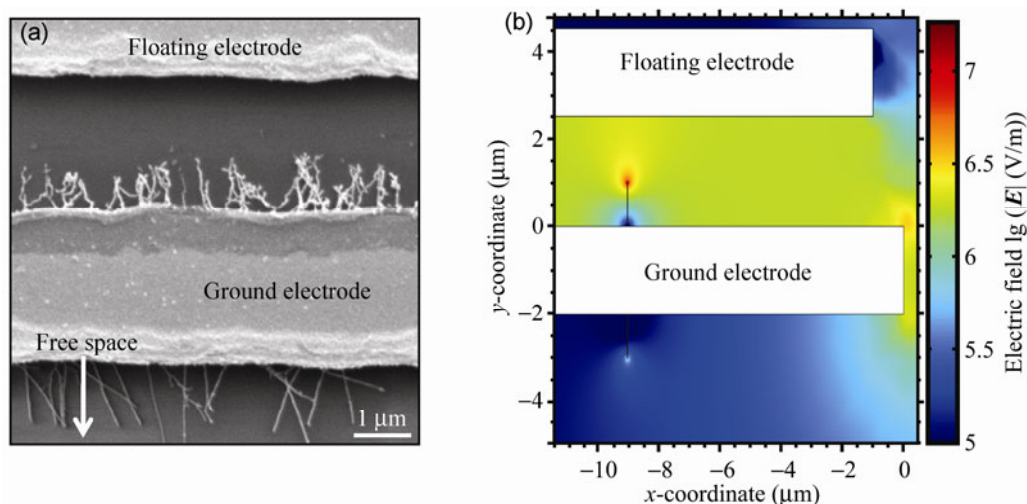 (a)
Floating electrode
Ground electrode
Free space
1 μm
(b)
Floating electrode
Ground electrode
4
2
0
−2
−4
y-coordinate (μm)
−10 −8 −6 −4 −2 0
x-coordinate (μm)
7
6.5
6
5.5
5
Electric field lg (|E| (V/m))